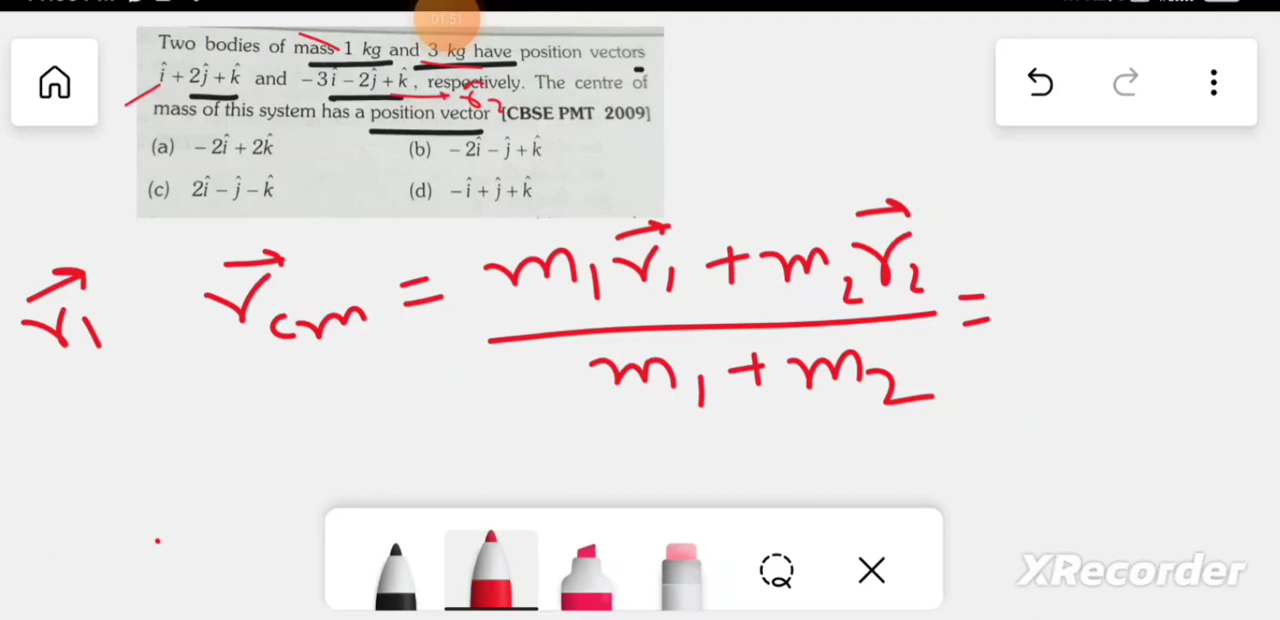 01:51
Two bodies of mass 1 kg and 3 kg have position vectors
î + 2ĵ + k̂ and − 3î − 2ĵ + k̂, respectively. The centre of
mass of this system has a position vector [CBSE PMT 2009]
(a) − 2î + 2k̂ (b) − 2î − ĵ + k̂
(c) 2î − ĵ − k̂ (d) − î + ĵ + k̂
r⃗₁ r⃗cm = (m₁r⃗₁ + m₂r⃗₂) / (m₁ + m₂) =
XRecorder